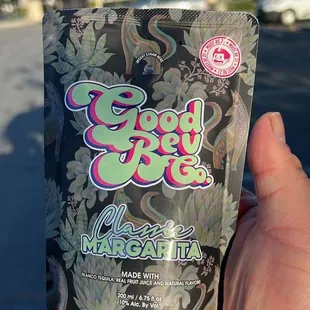 Good
Bev
Co.
Classic
MARGARITA
MADE WITH
BLANCO TEQUILA, REAL FRUIT JUICE AND NATURAL FLAVORS
200 ml / 6.75 fl oz
10% Alc. By Vol.